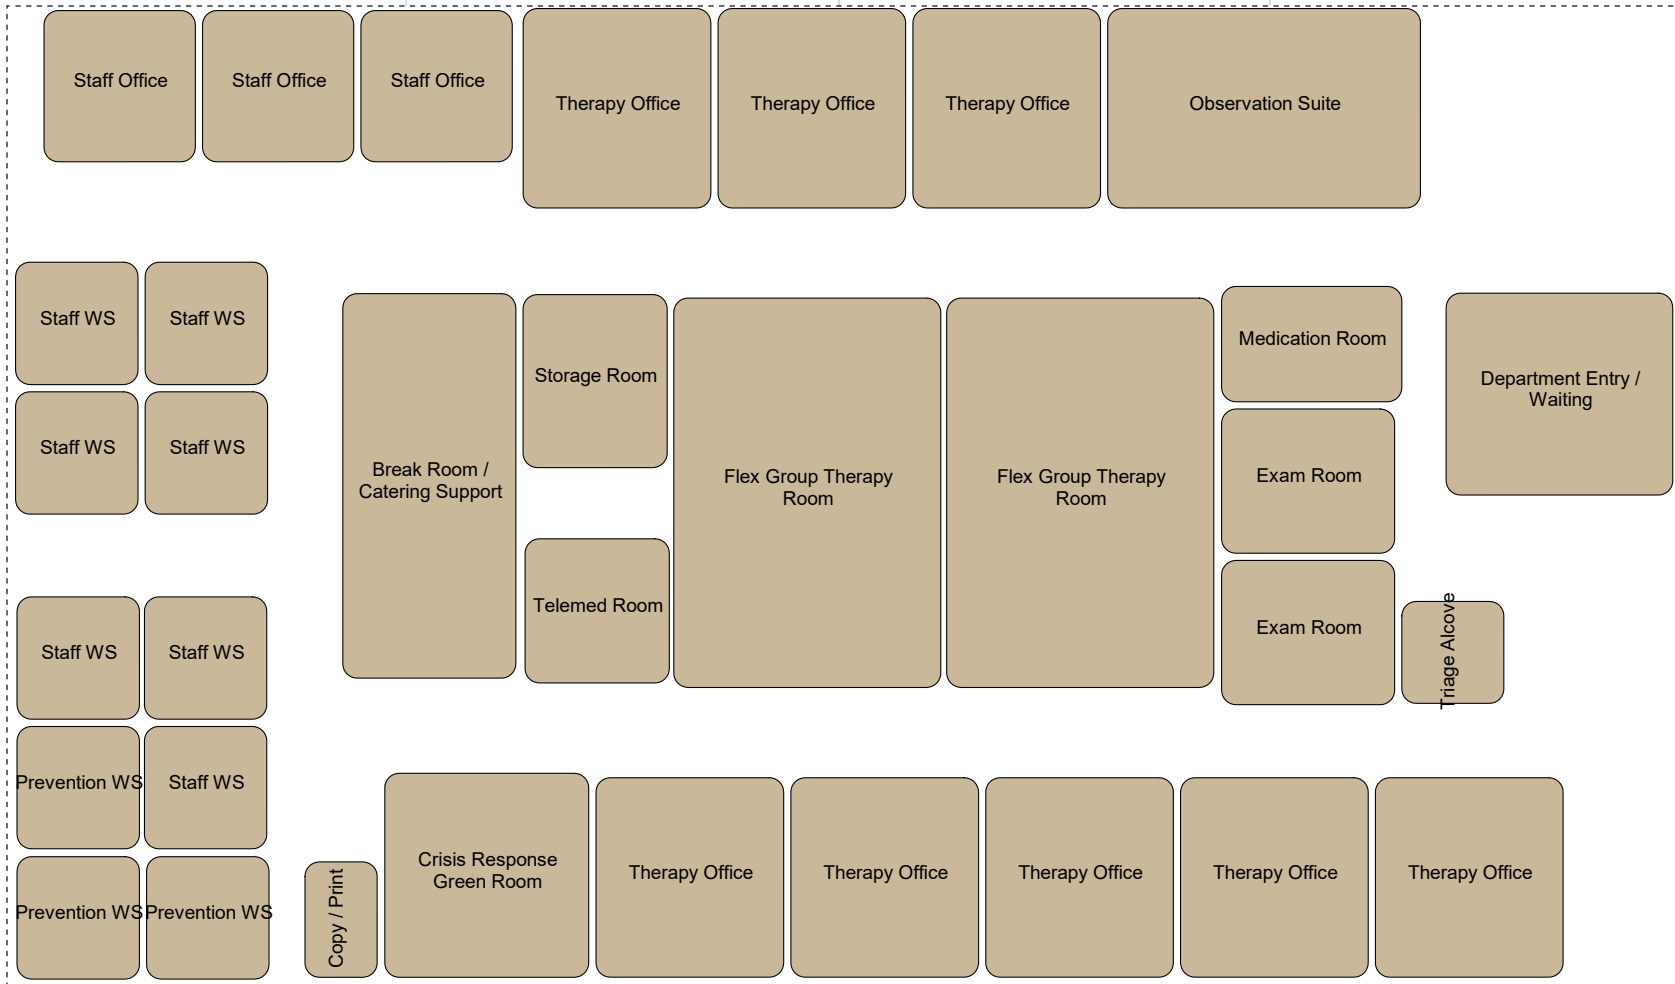 Staff Office
Staff Office
Staff Office
Therapy Office
Therapy Office
Therapy Office
Observation Suite
Staff WS
Staff WS
Staff WS
Staff WS
Break Room /
Catering Support
Storage Room
Telemed Room
Flex Group Therapy
Room
Flex Group Therapy
Room
Medication Room
Exam Room
Exam Room
Triage Alcove
Department Entry /
Waiting
Staff WS
Staff WS
Prevention WS
Staff WS
Prevention WS
Prevention WS
Copy / Print
Crisis Response
Green Room
Therapy Office
Therapy Office
Therapy Office
Therapy Office
Therapy Office